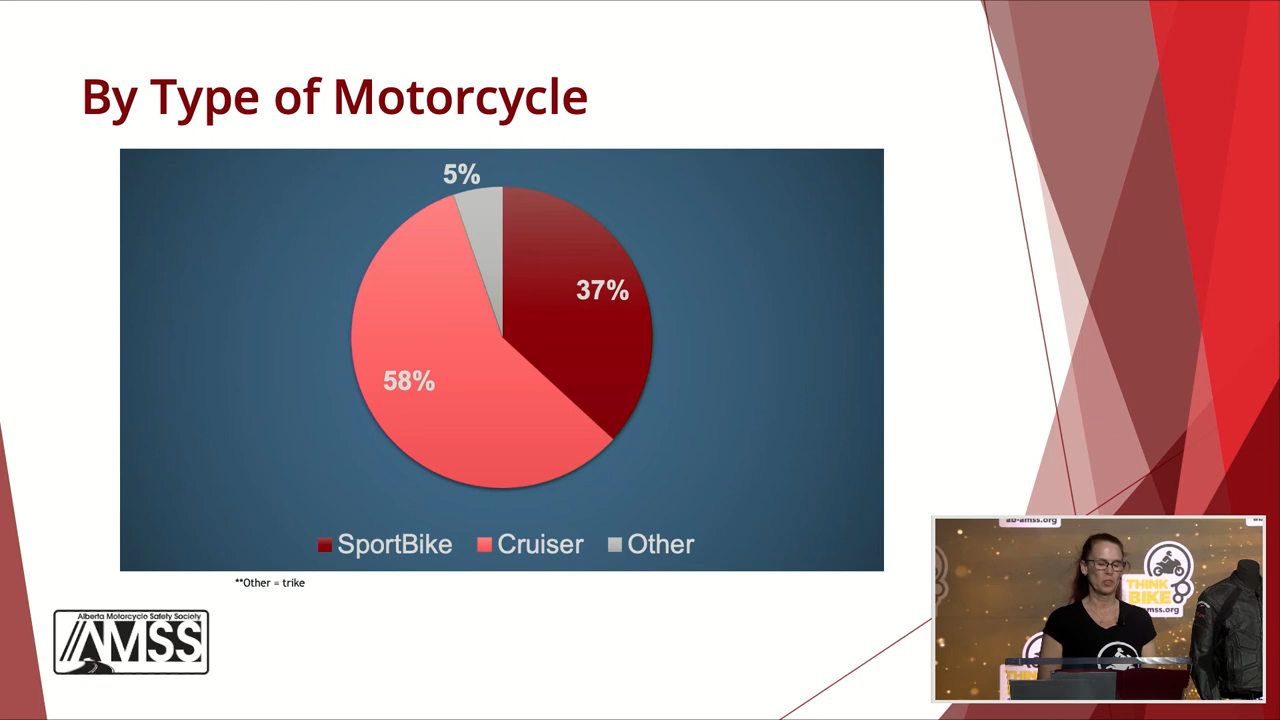 By Type of Motorcycle
5%
37%
58%
SportBike Cruiser Other
**Other = trike
Alberta Motorcycle Safety Society
AMSS
ab-amss.org
THINK
BIKE
amss.org